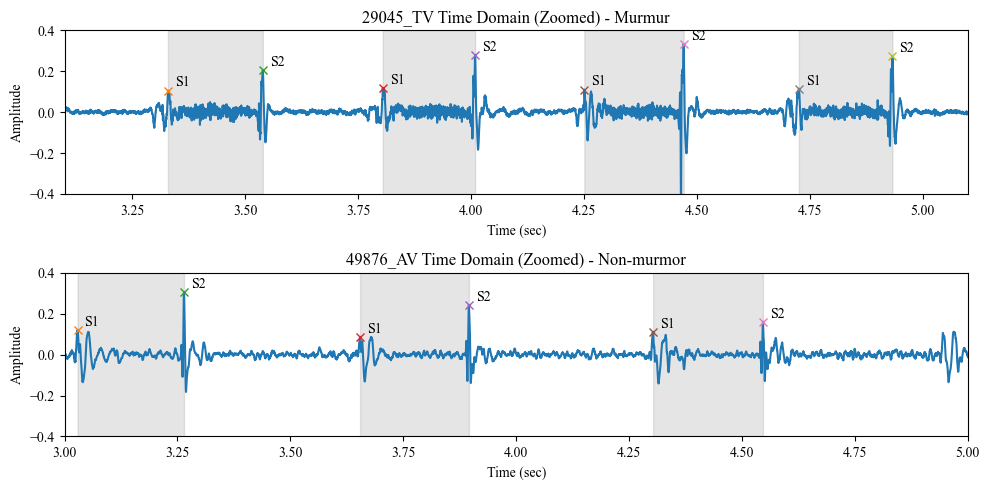 29045_TV Time Domain (Zoomed) - Murmur
0.4
0.2
0.0
−0.2
−0.4
Amplitude
S1
S2
S1
S2
S1
S2
S1
S2
3.25 3.50 3.75 4.00 4.25 4.50 4.75 5.00
Time (sec)
49876_AV Time Domain (Zoomed) - Non-murmor
0.4
0.2
0.0
−0.2
−0.4
Amplitude
S1
S2
S1
S2
S1
S2
3.00 3.25 3.50 3.75 4.00 4.25 4.50 4.75 5.00
Time (sec)